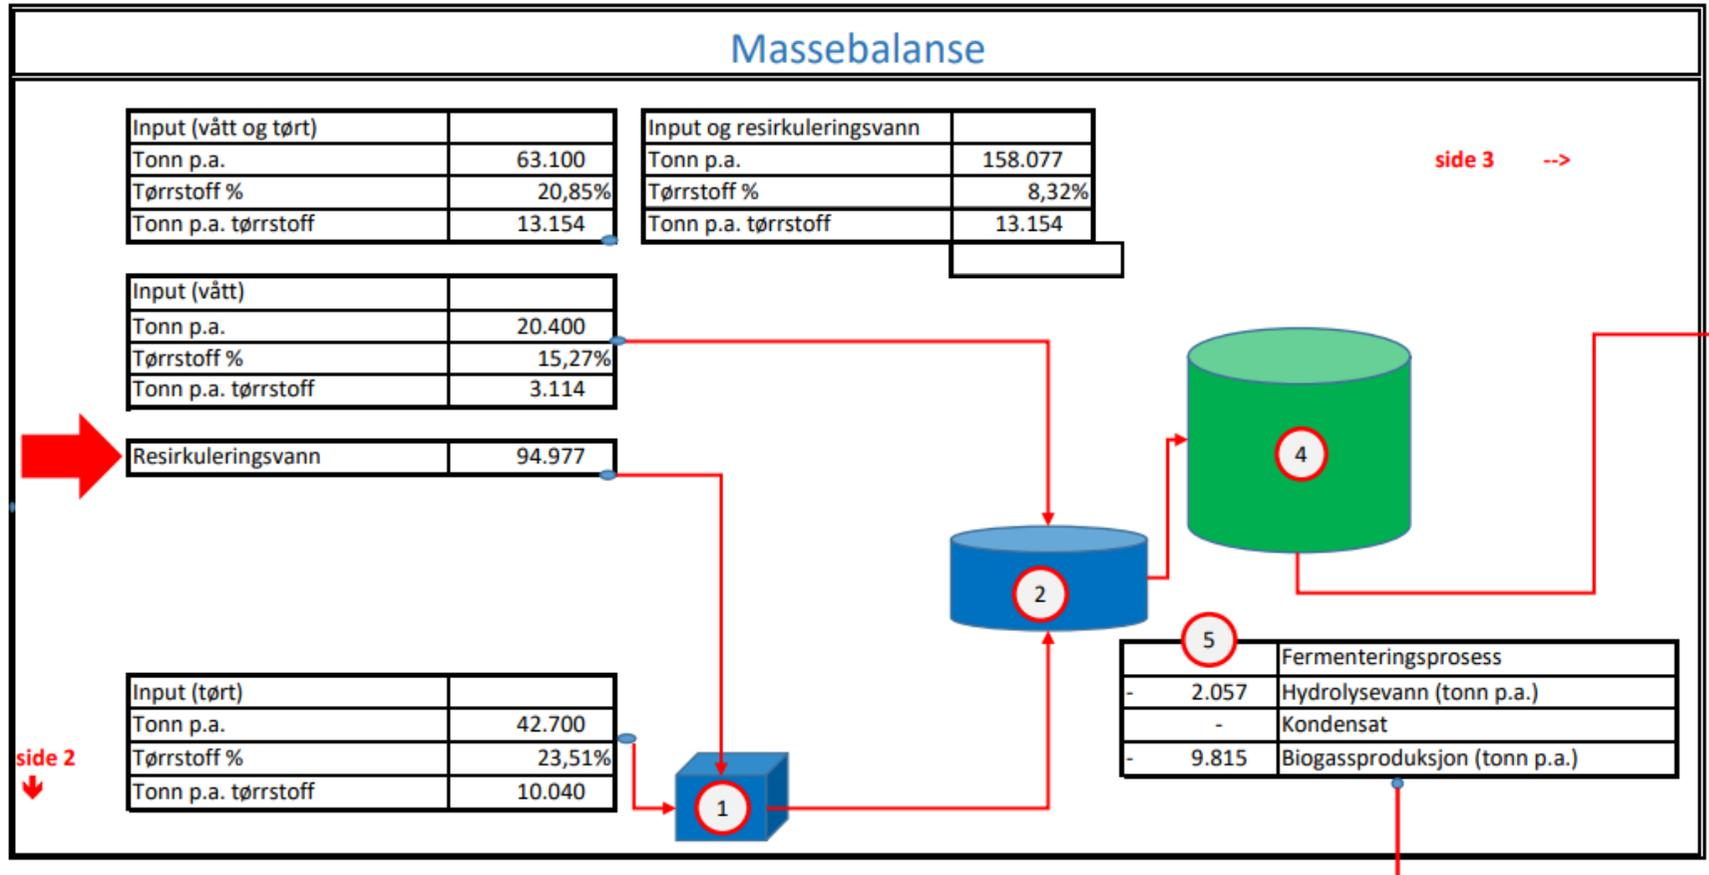 Massebalanse
Input (vått og tørt)
Tonn p.a. 63.100
Tørrstoff % 20,85%
Tonn p.a. tørrstoff 13.154
Input og resirkuleringsvann
Tonn p.a. 158.077
Tørrstoff % 8,32%
Tonn p.a. tørrstoff 13.154
side 3 -->
Input (vått)
Tonn p.a. 20.400
Tørrstoff % 15,27%
Tonn p.a. tørrstoff 3.114
Resirkuleringsvann 94.977
4
2
5
Fermenteringsprosess
- 2.057 Hydrolysevann (tonn p.a.)
- Kondensat
- 9.815 Biogassproduksjon (tonn p.a.)
Input (tørt)
Tonn p.a. 42.700
Tørrstoff % 23,51%
Tonn p.a. tørrstoff 10.040
side 2
1